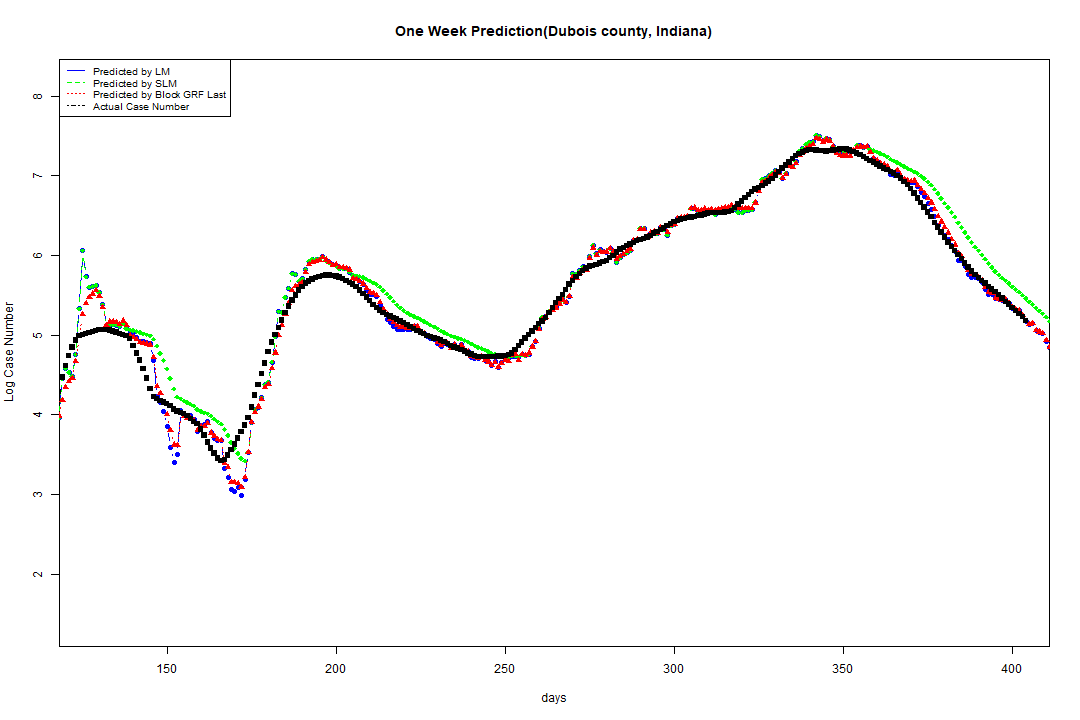 One Week Prediction(Dubois county, Indiana)
Predicted by LM
Predicted by SLM
Predicted by Block GRF Last
Actual Case Number
Log Case Number
8
7
6
5
4
3
2
150
200
250
300
350
400
days